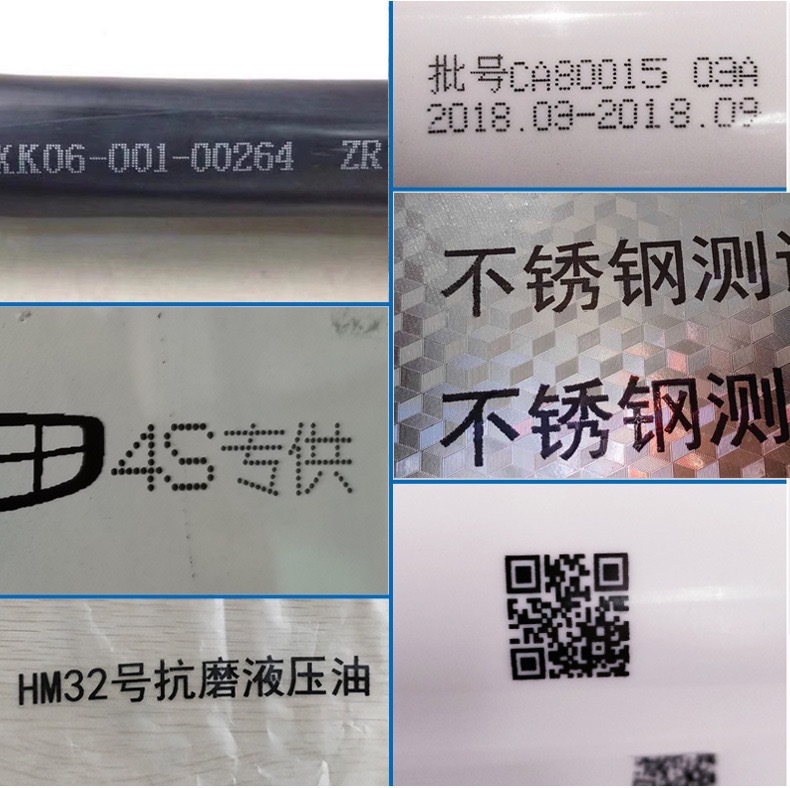 KK06-001-00264 ZR
批号CA80015 03A
2018.03-2018.09
不锈钢测
不锈钢测
4S专供
HM32号抗磨液压油